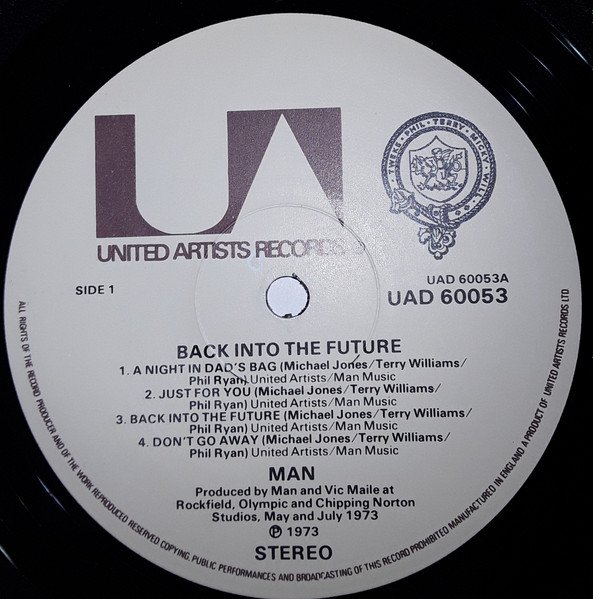 UA
UNITED ARTISTS RECORDS
TWEKE • PHIL • TERRY • MICKY • WILL •
SIDE 1
UAD 60053A
UAD 60053
BACK INTO THE FUTURE
1. A NIGHT IN DAD'S BAG (Michael Jones/Terry Williams/
Phil Ryan) United Artists/Man Music
2. JUST FOR YOU (Michael Jones/Terry Williams/
Phil Ryan) United Artists/Man Music
3. BACK INTO THE FUTURE (Michael Jones/Terry Williams/
Phil Ryan) United Artists/Man Music
4. DON'T GO AWAY (Michael Jones/Terry Williams/
Phil Ryan) United Artists/Man Music
MAN
Produced by Man and Vic Maile at
Rockfield, Olympic and Chipping Norton
Studios, May and July 1973
℗ 1973
STEREO
ALL RIGHTS OF THE RECORD PRODUCER AND OF THE WORK REPRODUCED RESERVED COPYING, PUBLIC PERFORMANCES AND BROADCASTING OF THIS RECORD PROHIBITED MANUFACTURED IN ENGLAND A PRODUCT OF UNITED ARTISTS RECORDS LTD